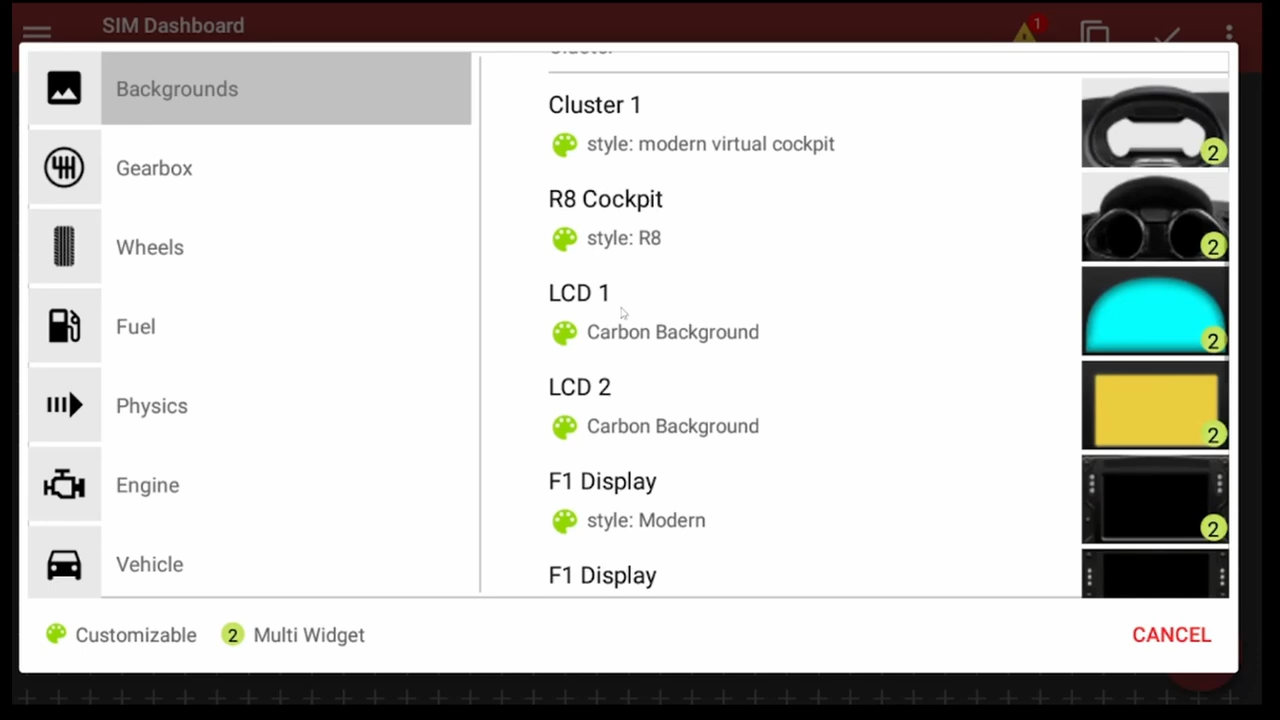 SIM Dashboard
1
Backgrounds
Gearbox
Wheels
Fuel
Physics
Engine
Vehicle
Cluster
Cluster 1
style: modern virtual cockpit
2
R8 Cockpit
style: R8
2
LCD 1
Carbon Background
2
LCD 2
Carbon Background
2
F1 Display
style: Modern
2
F1 Display
Customizable
2 Multi Widget
CANCEL